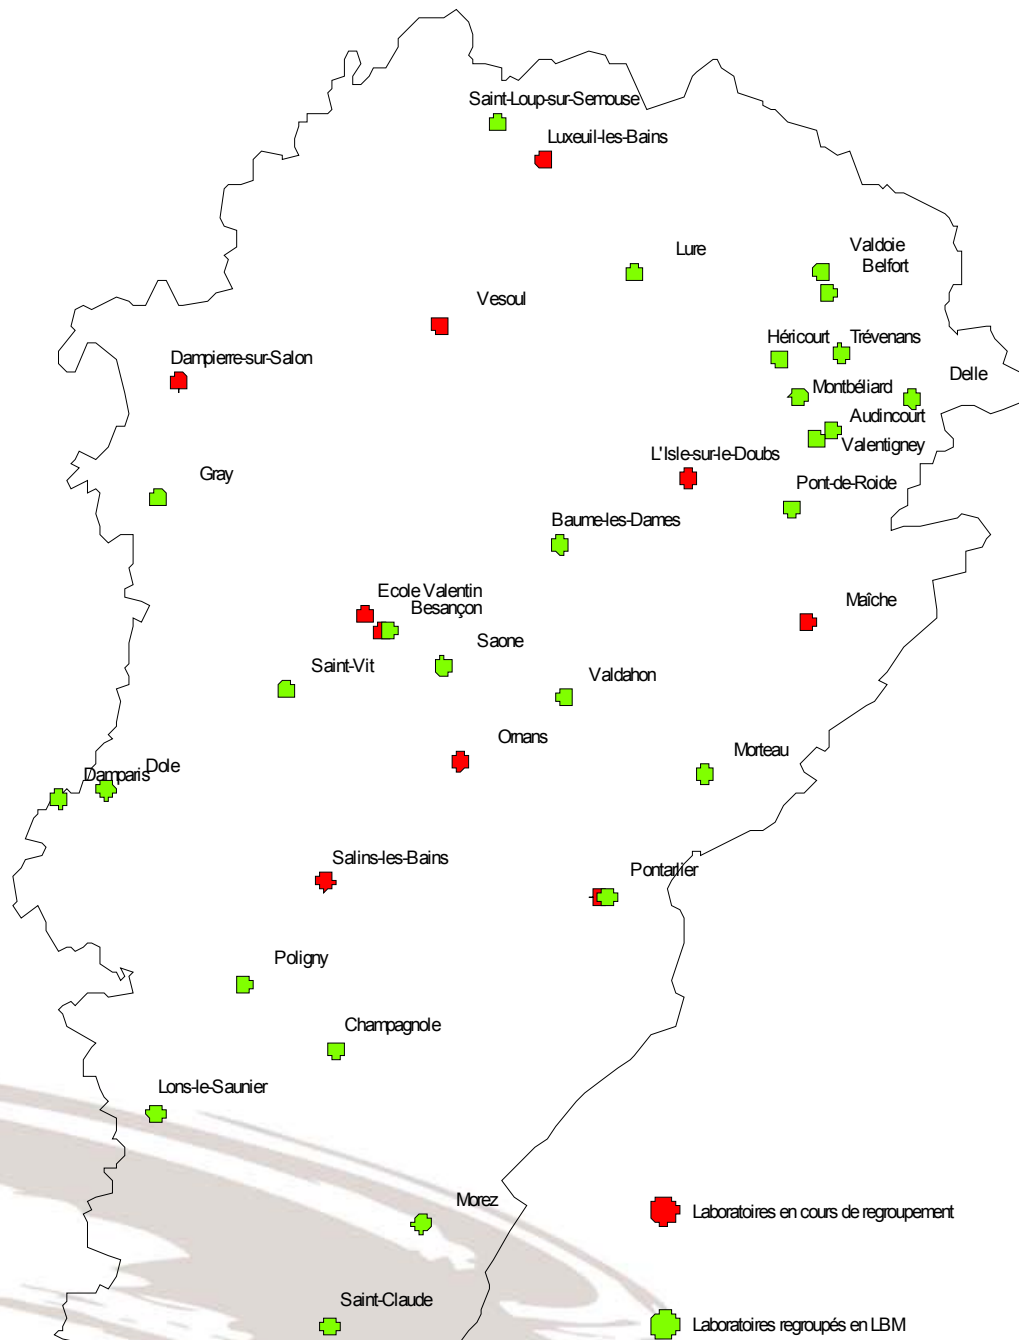 Saint-Loup-sur-Semouse
Luxeuil-les-Bains
Lure
Valdoie
Belfort
Vesoul
Héricourt
Trévenans
Dampierre-sur-Salon
Delle
Montbéliard
Audincourt
Valentigney
L'Isle-sur-le-Doubs
Gray
Pont-de-Roide
Baume-les-Dames
Ecole Valentin
Besançon
Maîche
Saone
Saint-Vit
Valdahon
Ornans
Morteau
Dole
Damparis
Salins-les-Bains
Pontarlier
Poligny
Champagnole
Lons-le-Saunier
Morez
Laboratoires en cours de regroupement
Saint-Claude
Laboratoires regroupés en LBM